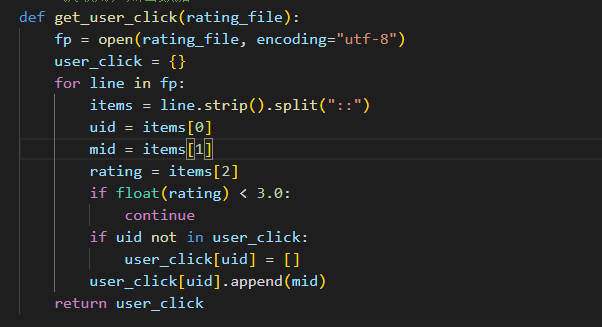 def get_user_click(rating_file):
    fp = open(rating_file, encoding="utf-8")
    user_click = {}
    for line in fp:
        items = line.strip().split("::")
        uid = items[0]
        mid = items[1]
        rating = items[2]
        if float(rating) < 3.0:
            continue
        if uid not in user_click:
            user_click[uid] = []
        user_click[uid].append(mid)
    return user_click